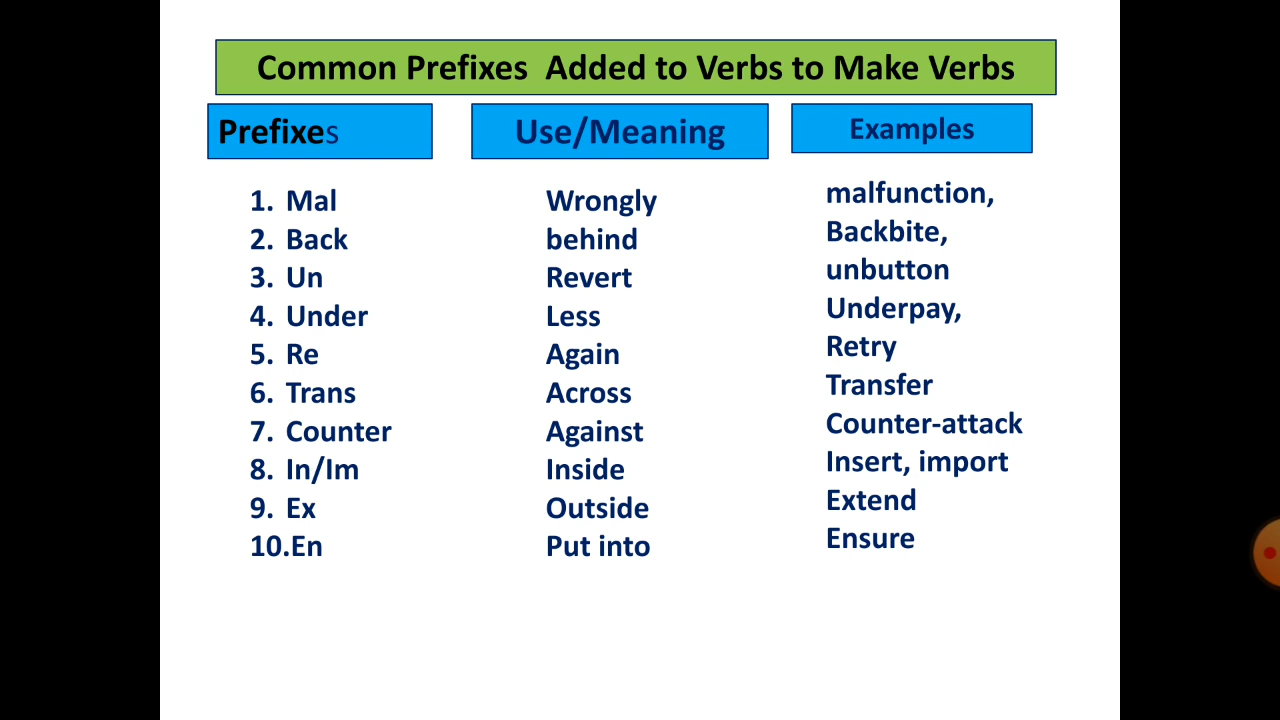 Common Prefixes Added to Verbs to Make Verbs
Prefixes Use/Meaning Examples
1. Mal Wrongly malfunction,
2. Back behind Backbite,
3. Un Revert unbutton
4. Under Less Underpay,
5. Re Again Retry
6. Trans Across Transfer
7. Counter Against Counter-attack
8. In/Im Inside Insert, import
9. Ex Outside Extend
10.En Put into Ensure